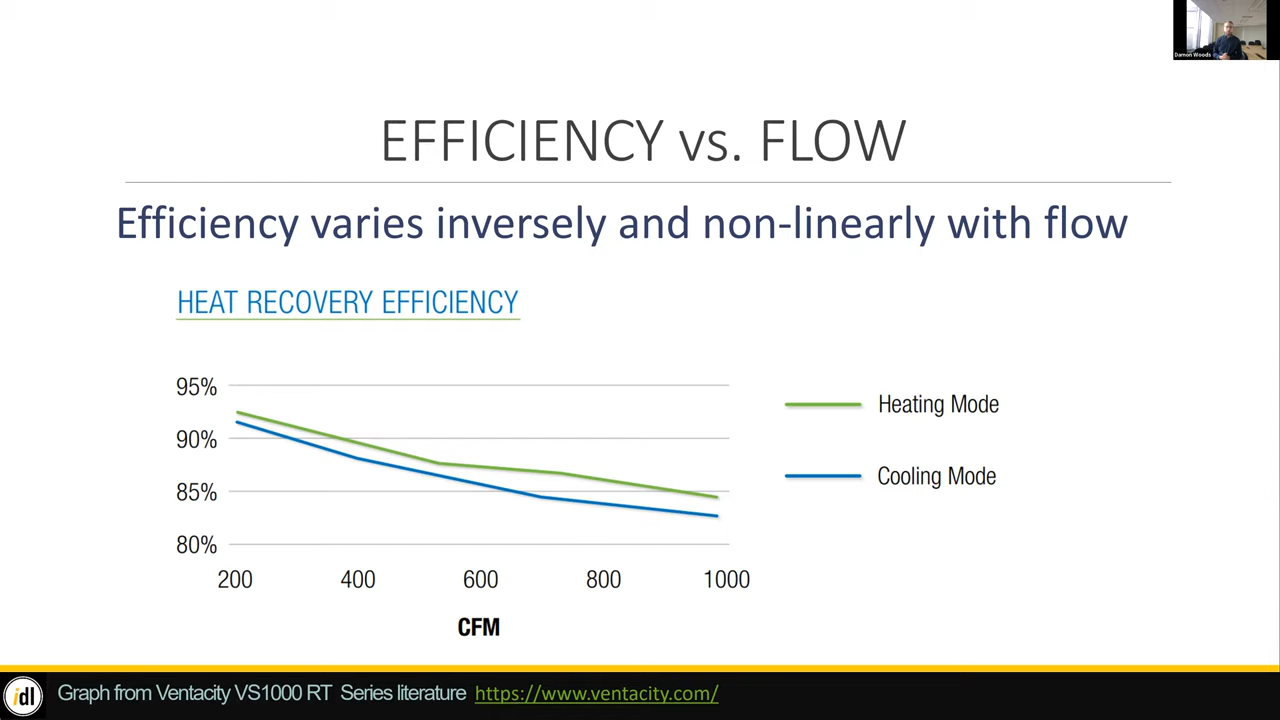 Damon Woods
EFFICIENCY vs. FLOW
Efficiency varies inversely and non-linearly with flow
HEAT RECOVERY EFFICIENCY
95%
90%
85%
80%
200 400 600 800 1000
CFM
Heating Mode
Cooling Mode
idl
Graph from Ventacity VS1000 RT Series literature https://www.ventacity.com/